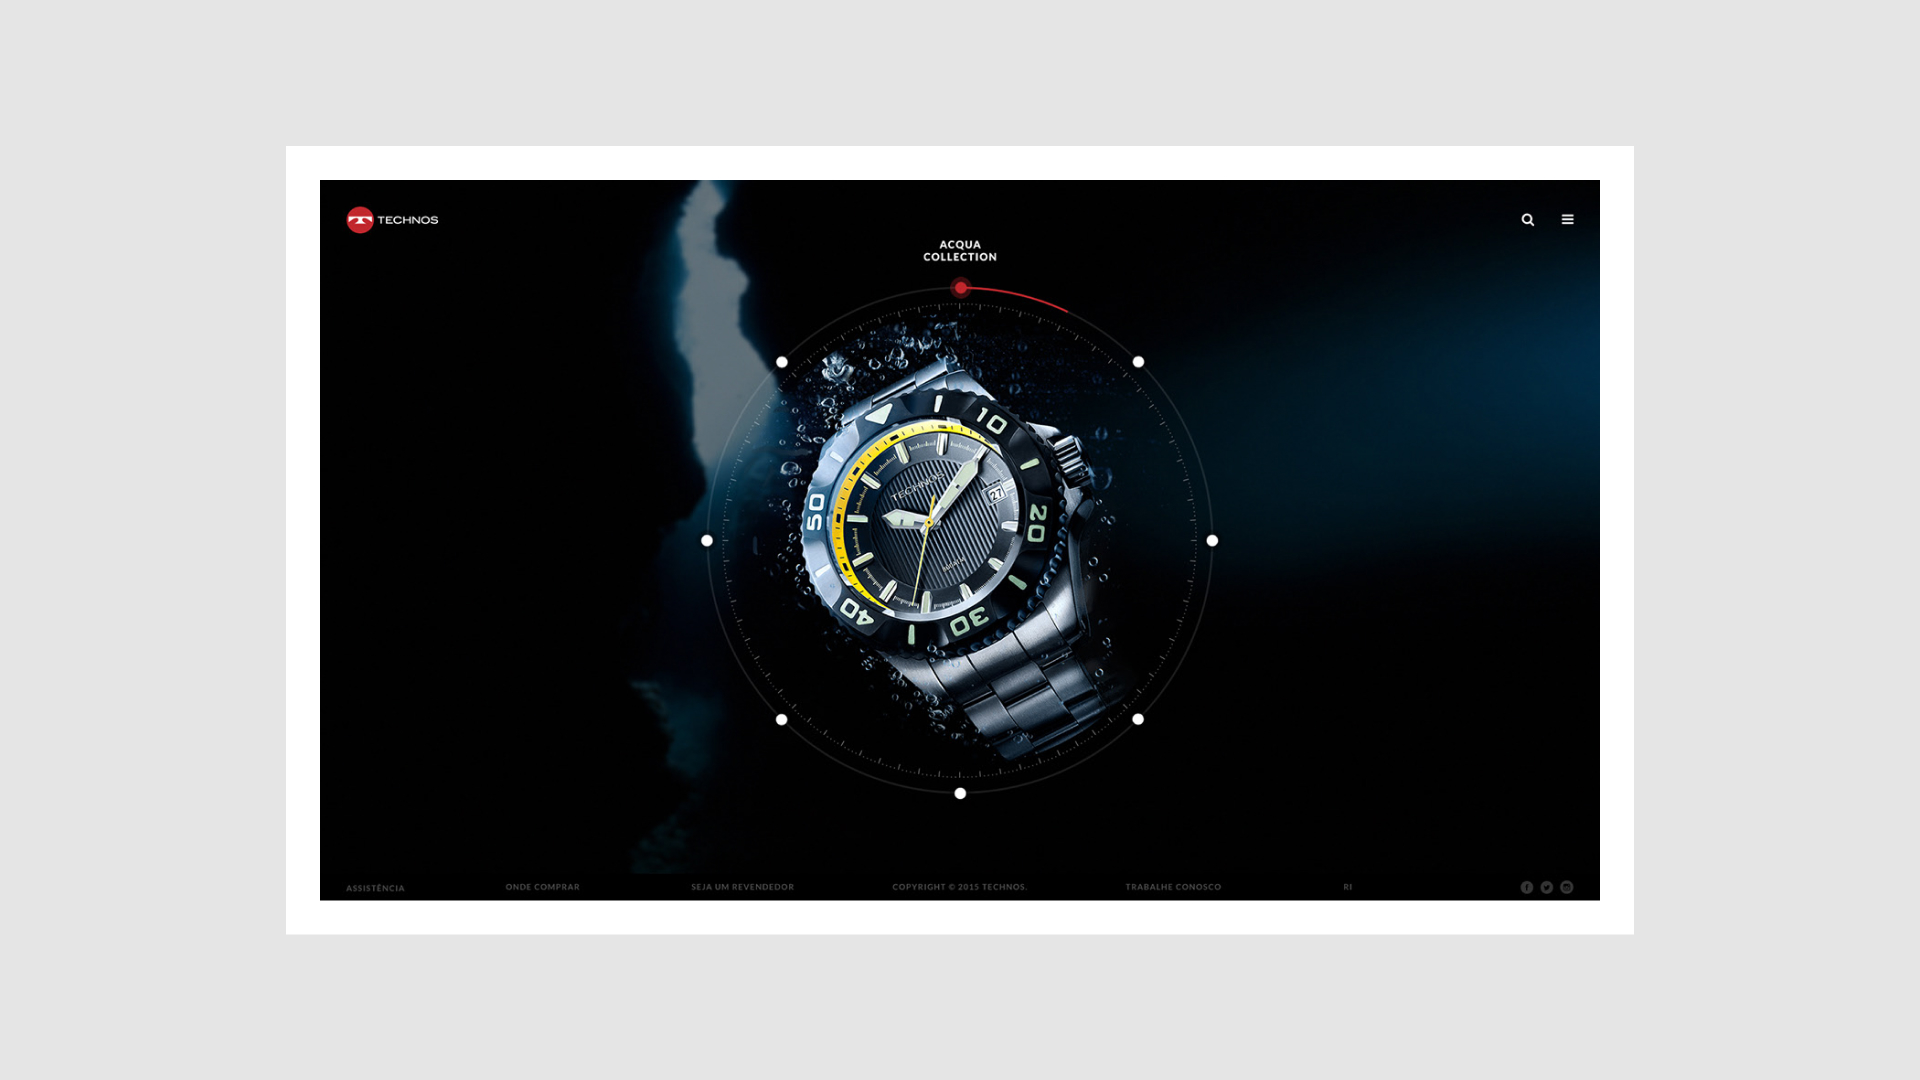 TECHNOS
ACQUA
COLLECTION
10
TECHNOS
27
50
20
40
30
ASSISTÊNCIA
ONDE COMPRAR
SEJA UM REVENDEDOR
COPYRIGHT © 2015 TECHNOS.
TRABALHE CONOSCO
RI